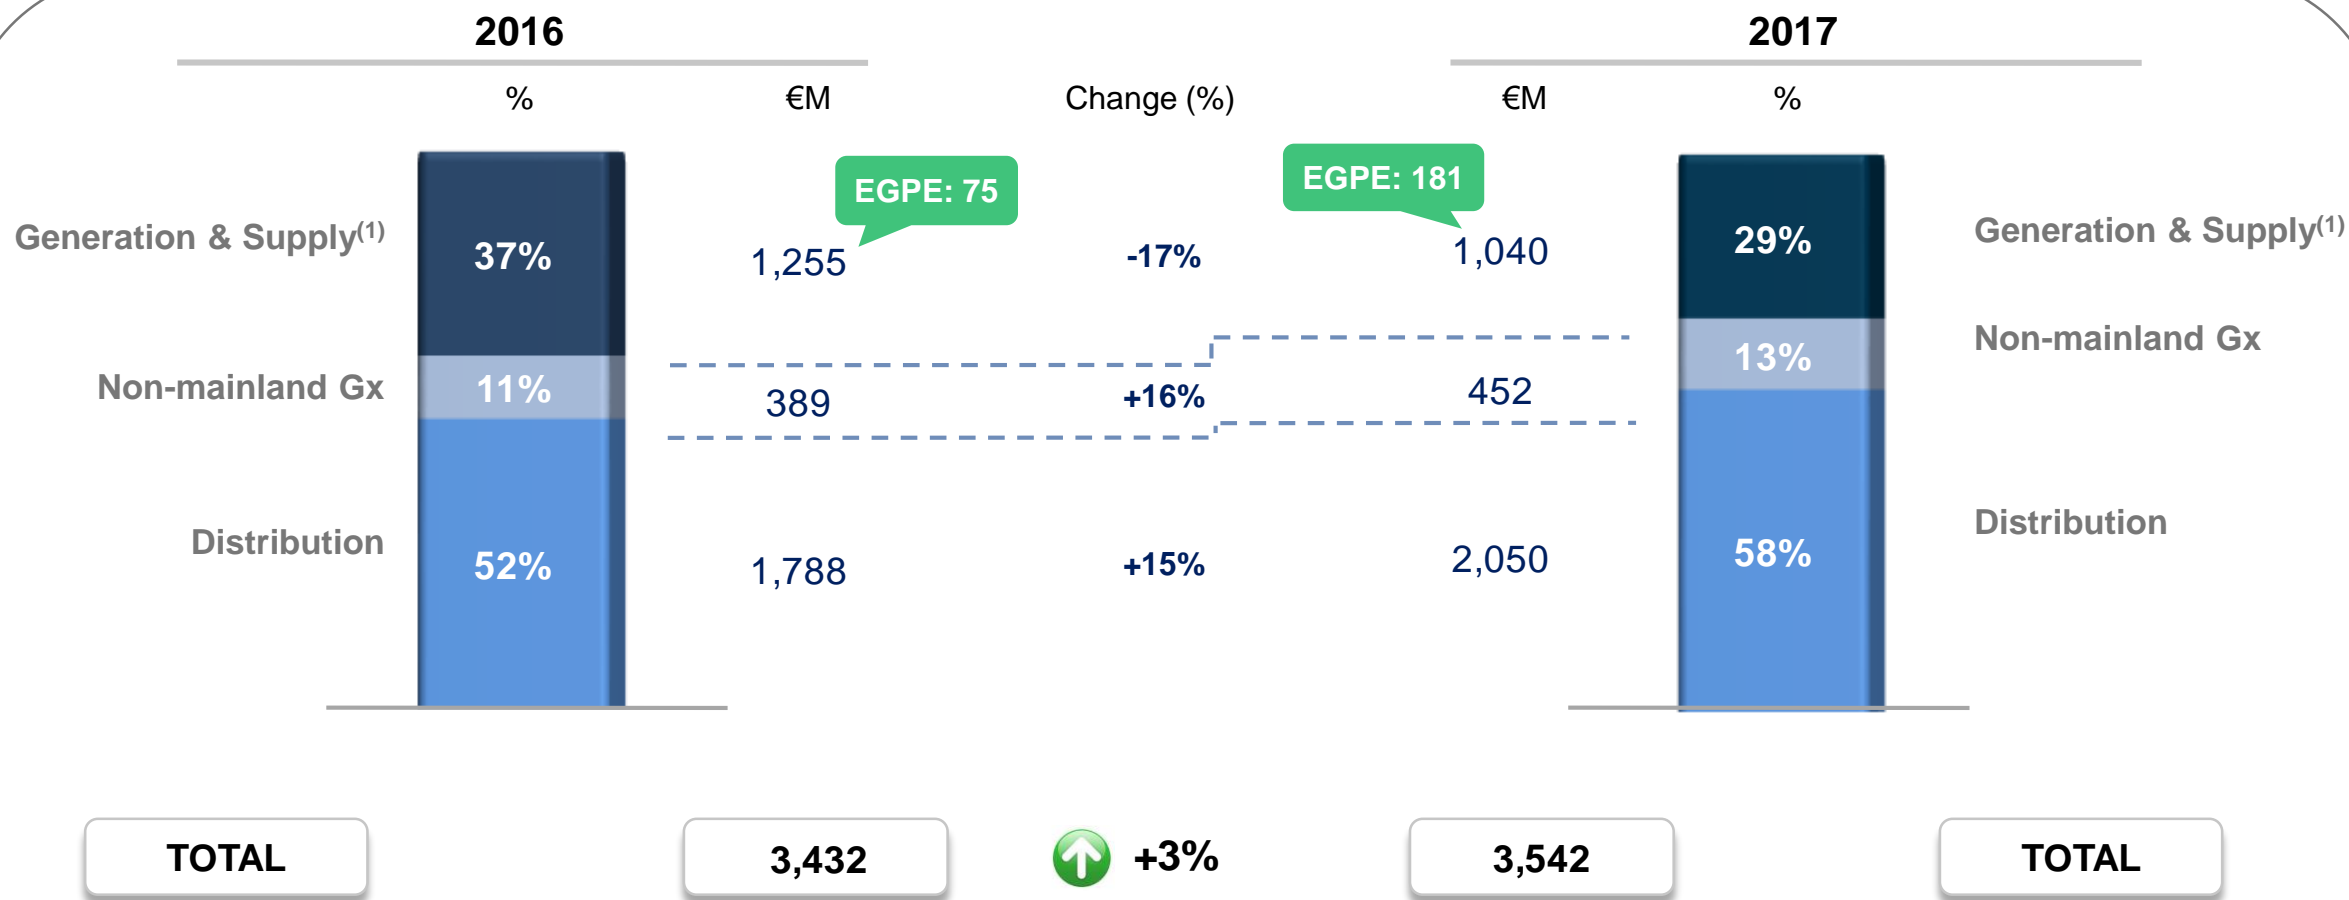 2016
2017
% €M Change (%) €M %
EGPE: 75
EGPE: 181
Generation & Supply(1) 37% 1,255 -17% 1,040 29% Generation & Supply(1)
Non-mainland Gx 11% 389 +16% 452 13% Non-mainland Gx
Distribution 52% 1,788 +15% 2,050 58% Distribution
TOTAL 3,432 +3% 3,542 TOTAL